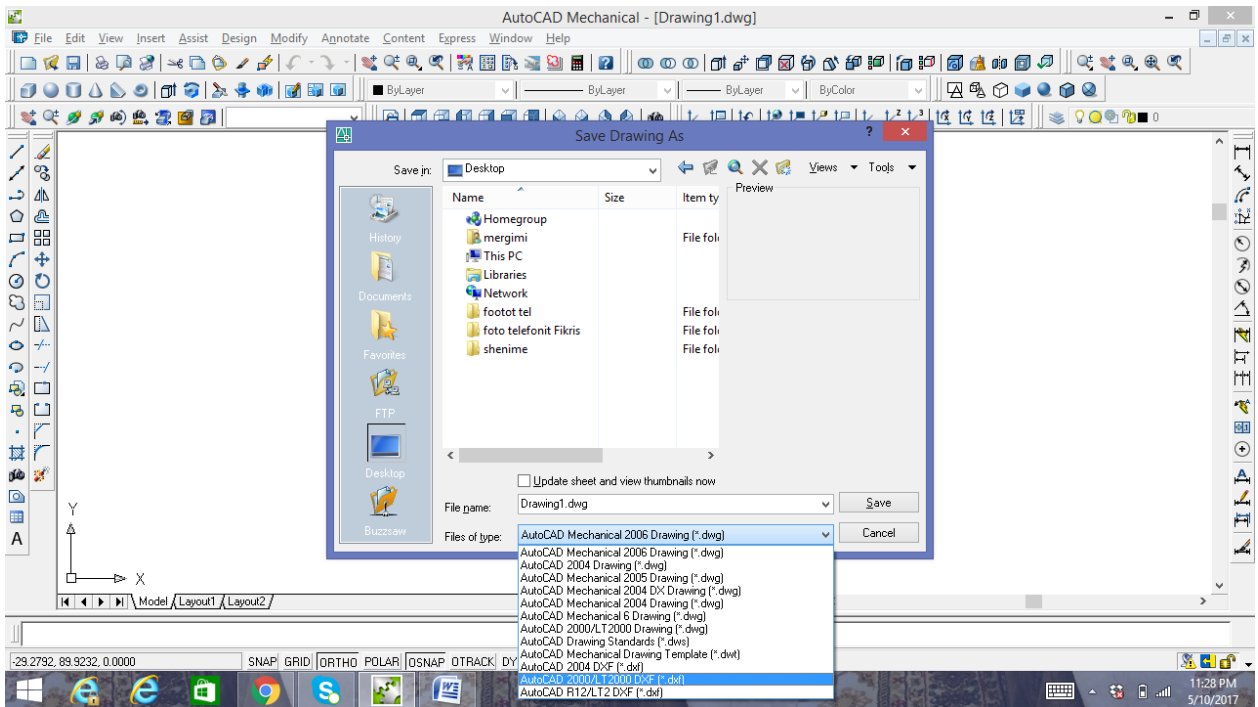 AutoCAD Mechanical - [Drawing1.dwg]
File Edit View Insert Assist Design Modify Annotate Content Express Window Help
ByLayer ByLayer ByLayer ByColor
0
Save Drawing As
Save in: Desktop Views Tools
Name Size Item ty Preview
Homegroup
mergimi File fol
This PC
Libraries
Network
footot tel File fol
foto telefonit Fikris File fol
shenime File fol
History
Documents
Favorites
FTP
Desktop
Buzzsaw
Update sheet and view thumbnails now
File name: Drawing1.dwg Save
Files of type: AutoCAD Mechanical 2006 Drawing (*.dwg) Cancel
AutoCAD Mechanical 2006 Drawing (*.dwg)
AutoCAD 2004 Drawing (*.dwg)
AutoCAD Mechanical 2005 Drawing (*.dwg)
AutoCAD Mechanical 2004 DX Drawing (*.dwg)
AutoCAD Mechanical 2004 Drawing (*.dwg)
AutoCAD Mechanical 6 Drawing (*.dwg)
AutoCAD 2000/LT2000 Drawing (*.dwg)
AutoCAD Drawing Standards (*.dws)
AutoCAD Mechanical Drawing Template (*.dwt)
AutoCAD 2004 DXF (*.dxf)
AutoCAD 2000/LT2000 DXF (*.dxf)
AutoCAD R12/LT2 DXF (*.dxf)
A
Y
X
Model Layout1 Layout2
-29.2792, 89.9232, 0.0000 SNAP GRID ORTHO POLAR OSNAP OTRACK DY
11:28 PM
5/10/2017